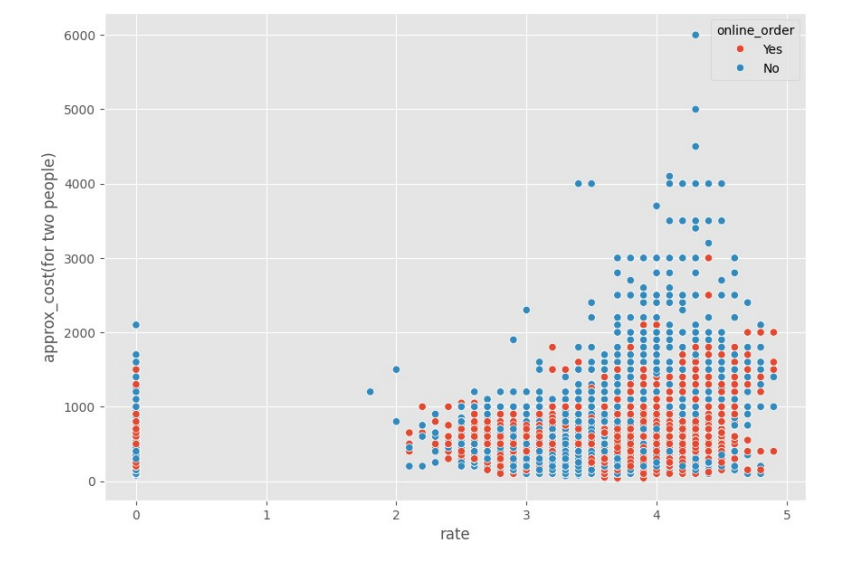 online_order
Yes
No
6000
5000
4000
3000
2000
1000
0
approx_cost(for two people)
0 1 2 3 4 5
rate